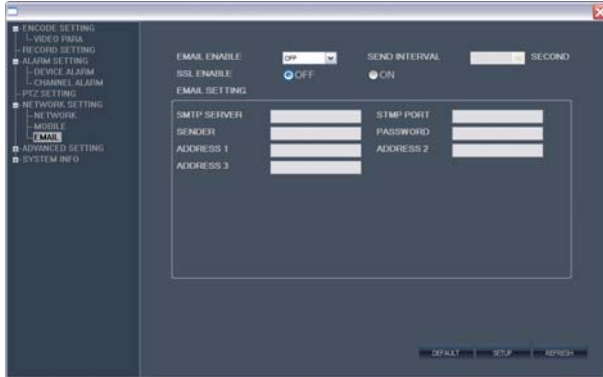 ENCODE SETTING
VIDEO PARA
RECORD SETTING
ALARM SETTING
DEVICE ALARM
CHANNEL ALARM
PTZ SETTING
NETWORK SETTING
NETWORK
MOBILE
EMAIL
ADVANCED SETTING
SYSTEM INFO
EMAIL ENABLE OFF SEND INTERVAL SECOND
SSL ENABLE OFF ON
EMAIL SETTING
SMTP SERVER STMP PORT
SENDER PASSWORD
ADDRESS 1 ADDRESS 2
ADDRESS 3
DEFAULT SETUP REFRESH